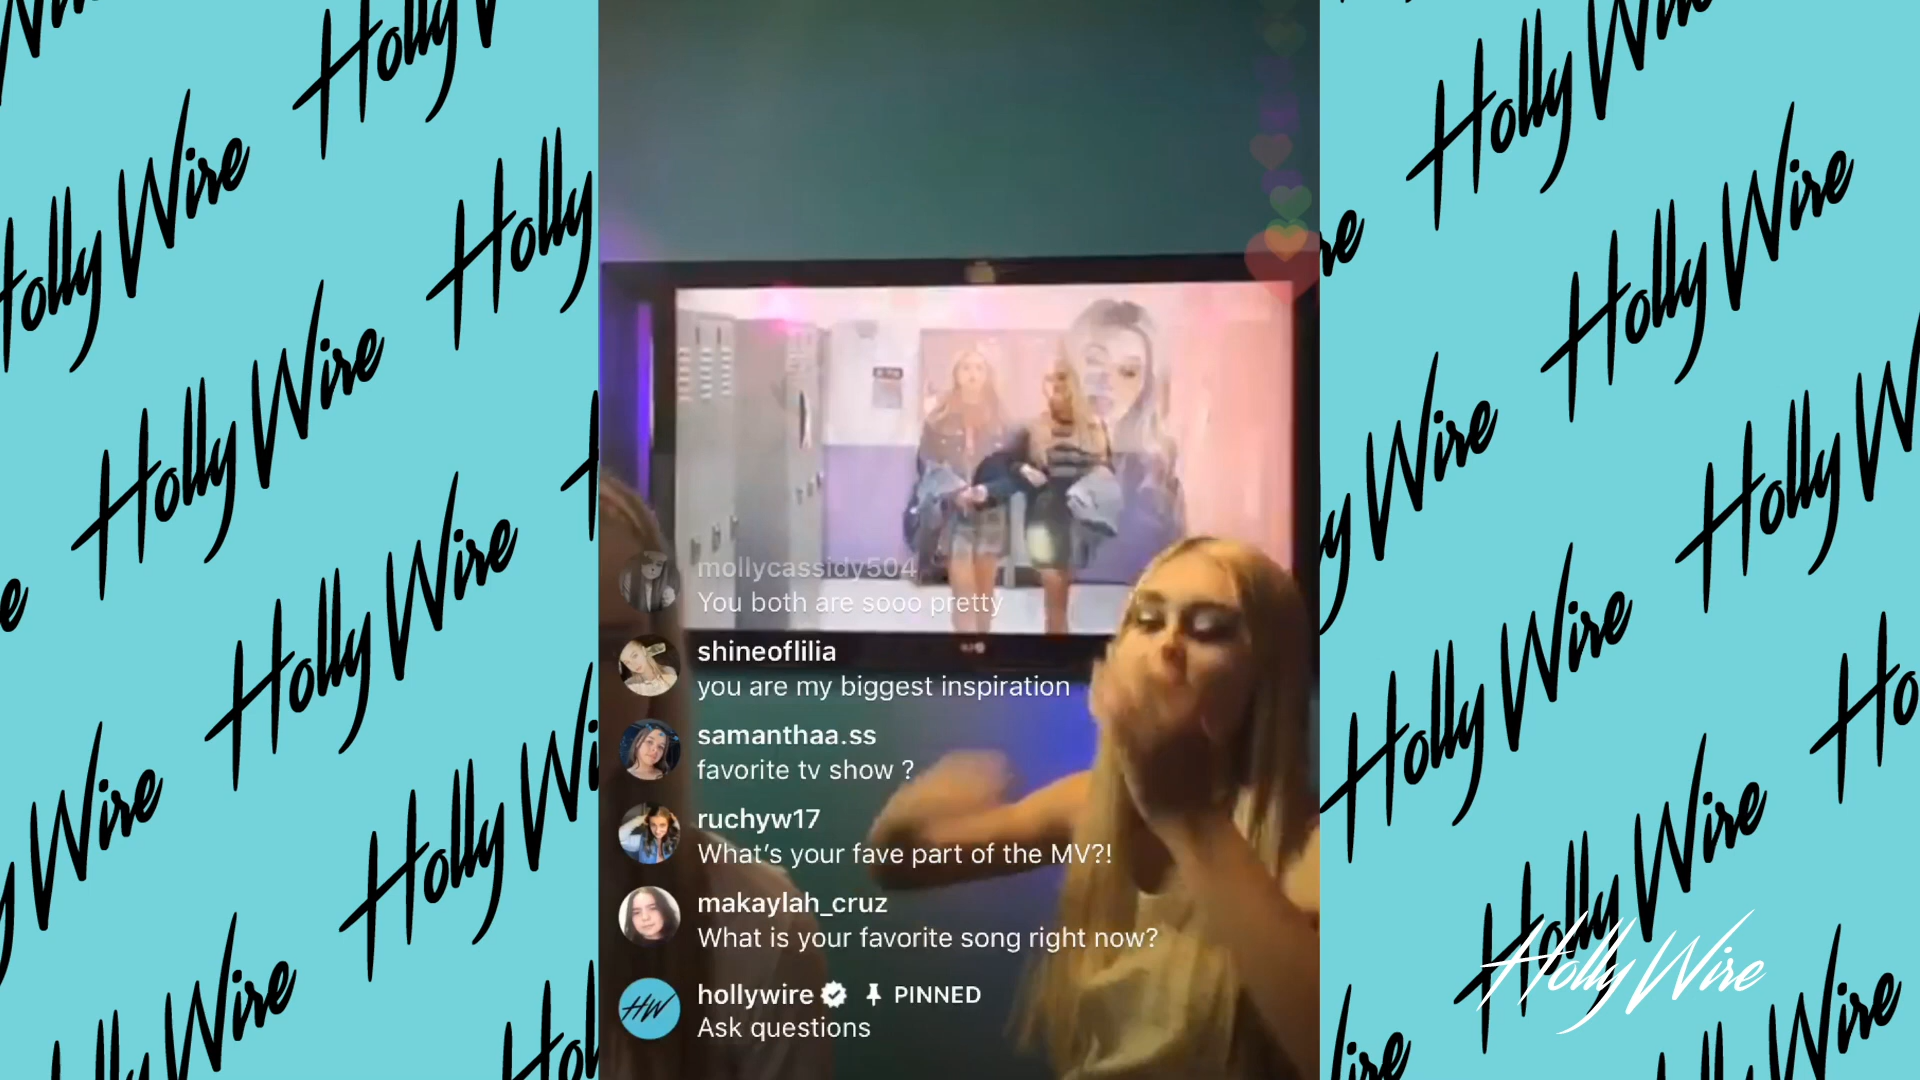 Holly Wire
mollycassidy504
You both are sooo pretty
shineoflilia
you are my biggest inspiration
samanthaa.ss
favorite tv show ?
ruchyw17
What's your fave part of the MV?!
makaylah_cruz
What is your favorite song right now?
HW
hollywire PINNED
Ask questions
Holly Wire